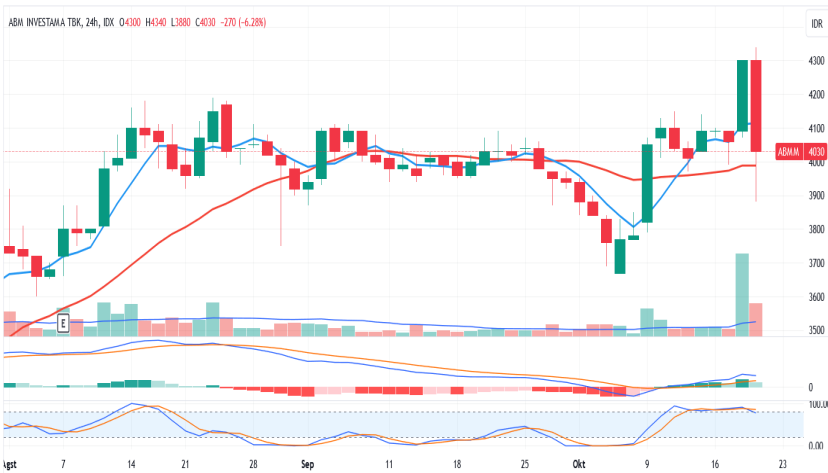 ABM INVESTAMA TBK, 24h, IDX O4300 H4340 L3880 C4030 −270 (−6.28%)
IDR
4300
4200
4100
ABMM 4030
4000
3900
3800
3700
3600
E
3500
0
100.00
0.00
Agst 7 14 21 28 Sep 11 18 25 Okt 9 16 23